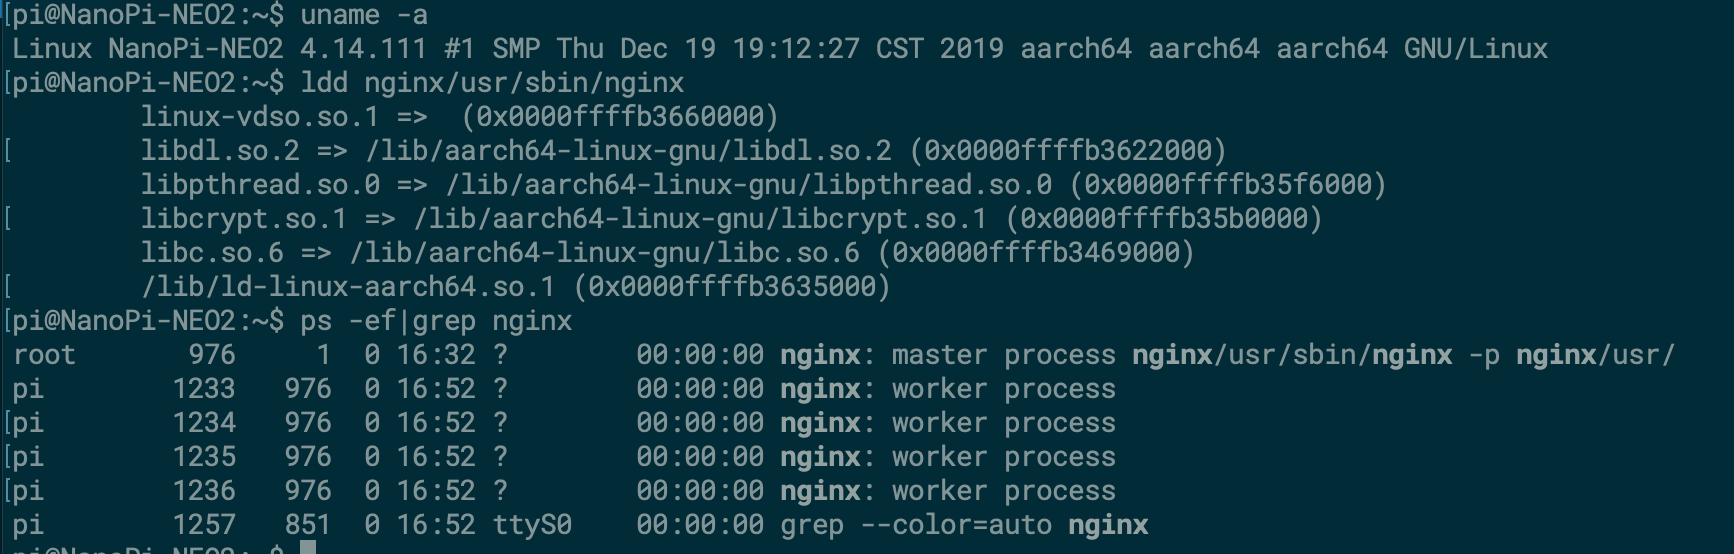 [pi@NanoPi-NEO2:~$ uname -a
Linux NanoPi-NEO2 4.14.111 #1 SMP Thu Dec 19 19:12:27 CST 2019 aarch64 aarch64 aarch64 GNU/Linux
[pi@NanoPi-NEO2:~$ ldd nginx/usr/sbin/nginx
        linux-vdso.so.1 =>  (0x0000ffffb3660000)
[       libdl.so.2 => /lib/aarch64-linux-gnu/libdl.so.2 (0x0000ffffb3622000)
        libpthread.so.0 => /lib/aarch64-linux-gnu/libpthread.so.0 (0x0000ffffb35f6000)
[       libcrypt.so.1 => /lib/aarch64-linux-gnu/libcrypt.so.1 (0x0000ffffb35b0000)
        libc.so.6 => /lib/aarch64-linux-gnu/libc.so.6 (0x0000ffffb3469000)
[       /lib/ld-linux-aarch64.so.1 (0x0000ffffb3635000)
[pi@NanoPi-NEO2:~$ ps -ef|grep nginx
root       976     1  0 16:32 ?        00:00:00 nginx: master process nginx/usr/sbin/nginx -p nginx/usr/
pi        1233   976  0 16:52 ?        00:00:00 nginx: worker process
[pi        1234   976  0 16:52 ?        00:00:00 nginx: worker process
[pi        1235   976  0 16:52 ?        00:00:00 nginx: worker process
[pi        1236   976  0 16:52 ?        00:00:00 nginx: worker process
pi        1257   851  0 16:52 ttyS0    00:00:00 grep --color=auto nginx
pi@NanoPi-NEO2:~$